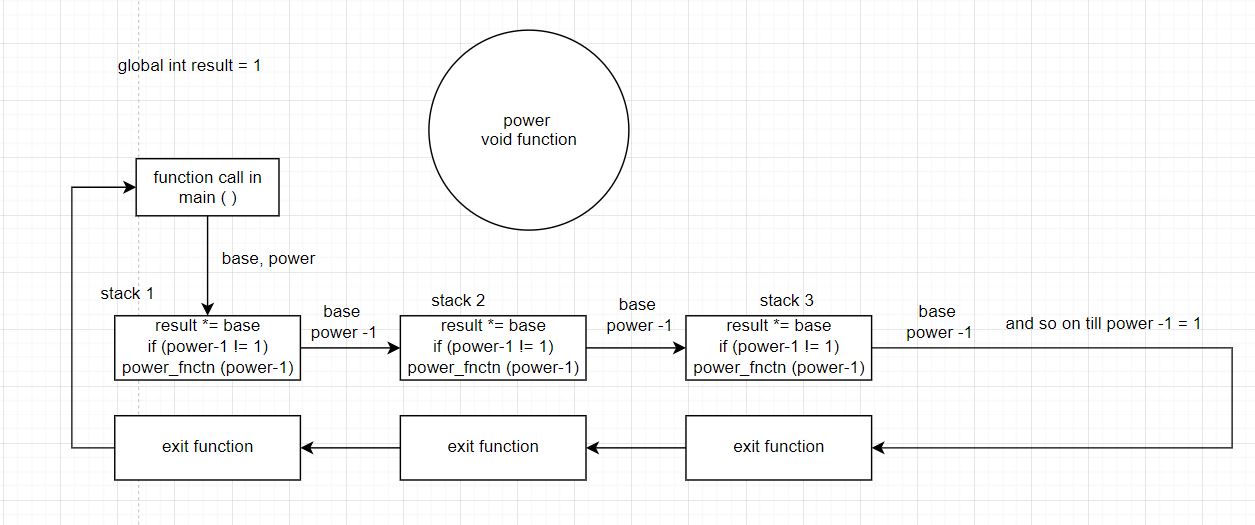 global int result = 1
power
void function
function call in
main ( )
base, power
stack 1
result *= base
if (power-1 != 1)
power_fnctn (power-1)
base
power -1
stack 2
result *= base
if (power-1 != 1)
power_fnctn (power-1)
base
power -1
stack 3
result *= base
if (power-1 != 1)
power_fnctn (power-1)
base
power -1
and so on till power -1 = 1
exit function
exit function
exit function